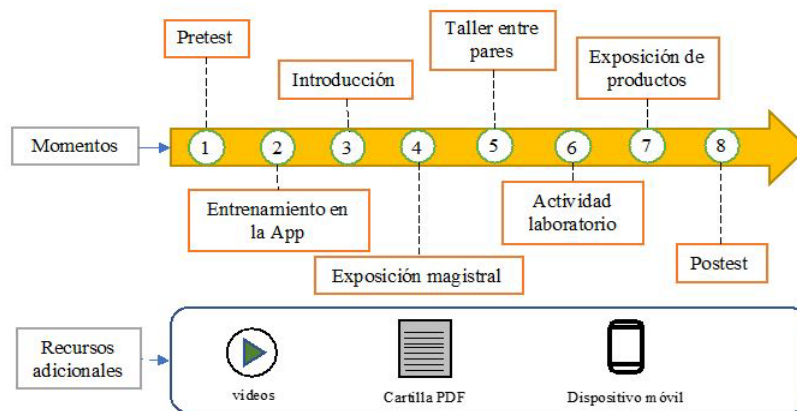 Pretest
Taller entre
pares
Exposición de
productos
Introducción
Momentos
1
2
3
4
5
6
7
8
Entrenamiento en
la App
Exposición magistral
Actividad
laboratorio
Postest
Recursos
adicionales
videos
Cartilla PDF
Dispositivo móvil